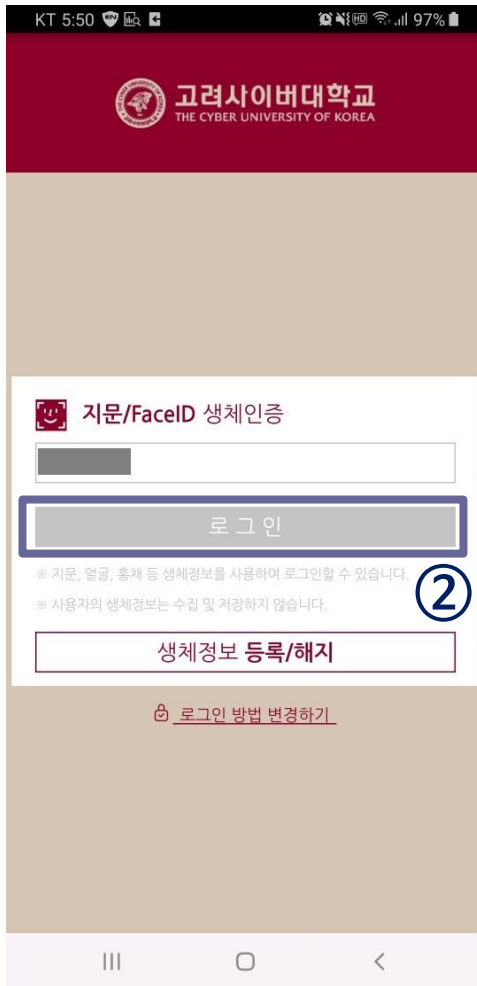 KT 5:50 HD 97%
고려사이버대학교
THE CYBER UNIVERSITY OF KOREA
지문/FaceID 생체인증
로그인
※ 지문, 얼굴, 홍채 등 생체정보를 사용하여 로그인할 수 있습니다.
※ 사용자의 생체정보는 수집 및 저장하지 않습니다.
②
생체정보 등록/해지
로그인 방법 변경하기